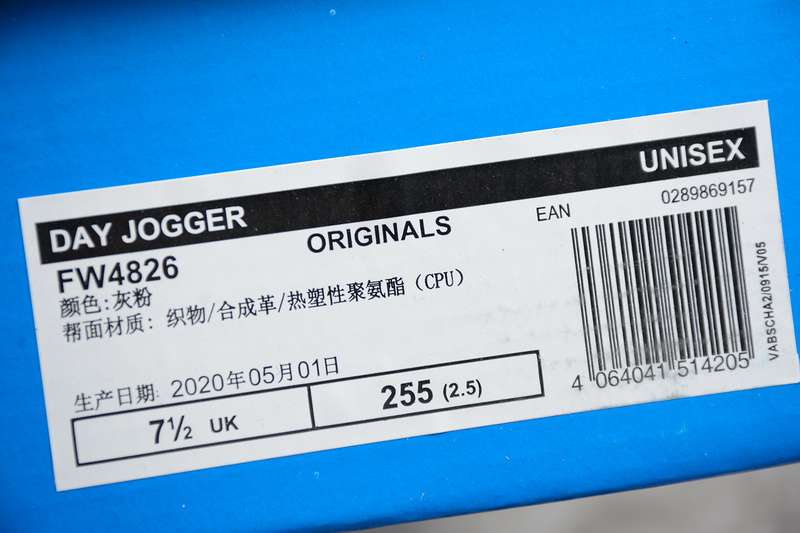 DAY JOGGER UNISEX
ORIGINALS
EAN 0289869157
FW4826
颜色:灰粉
帮面材质: 织物/合成革/热塑性聚氨酯(CPU)
生产日期: 2020年05月01日
7½ UK 255 (2.5)
4 064041 514205
VABSCHA2/0915/V05